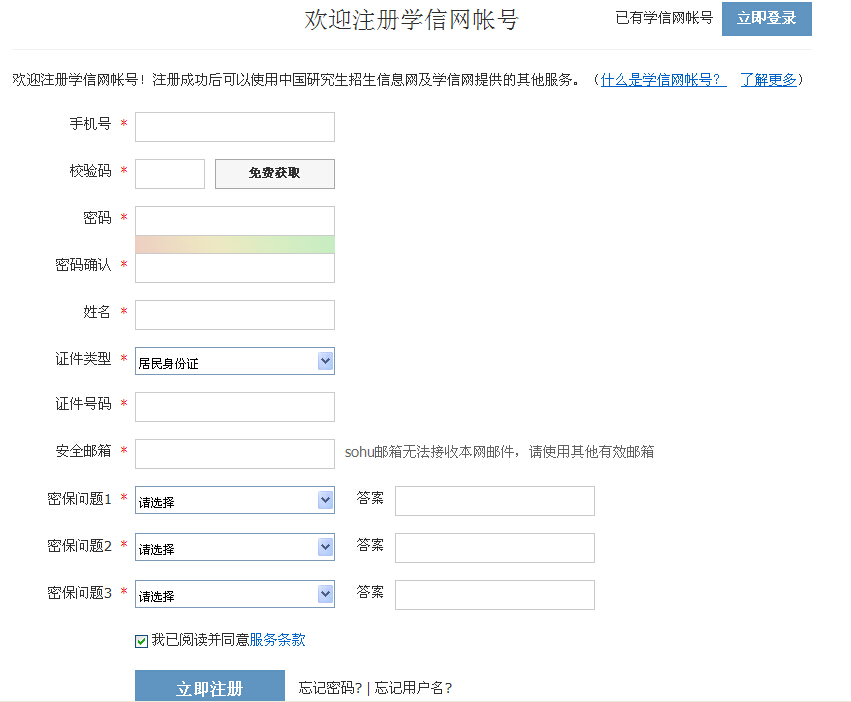 欢迎注册学信网帐号 已有学信网帐号 立即登录
欢迎注册学信网帐号！注册成功后可以使用中国研究生招生信息网及学信网提供的其他服务。（什么是学信网帐号？ 了解更多）
手机号 *
校验码 * 免费获取
密码 *
密码确认 *
姓名 *
证件类型 * 居民身份证
证件号码 *
安全邮箱 * sohu邮箱无法接收本网邮件，请使用其他有效邮箱
密保问题1 * 请选择 答案
密保问题2 * 请选择 答案
密保问题3 * 请选择 答案
我已阅读并同意服务条款
立即注册 忘记密码? | 忘记用户名?